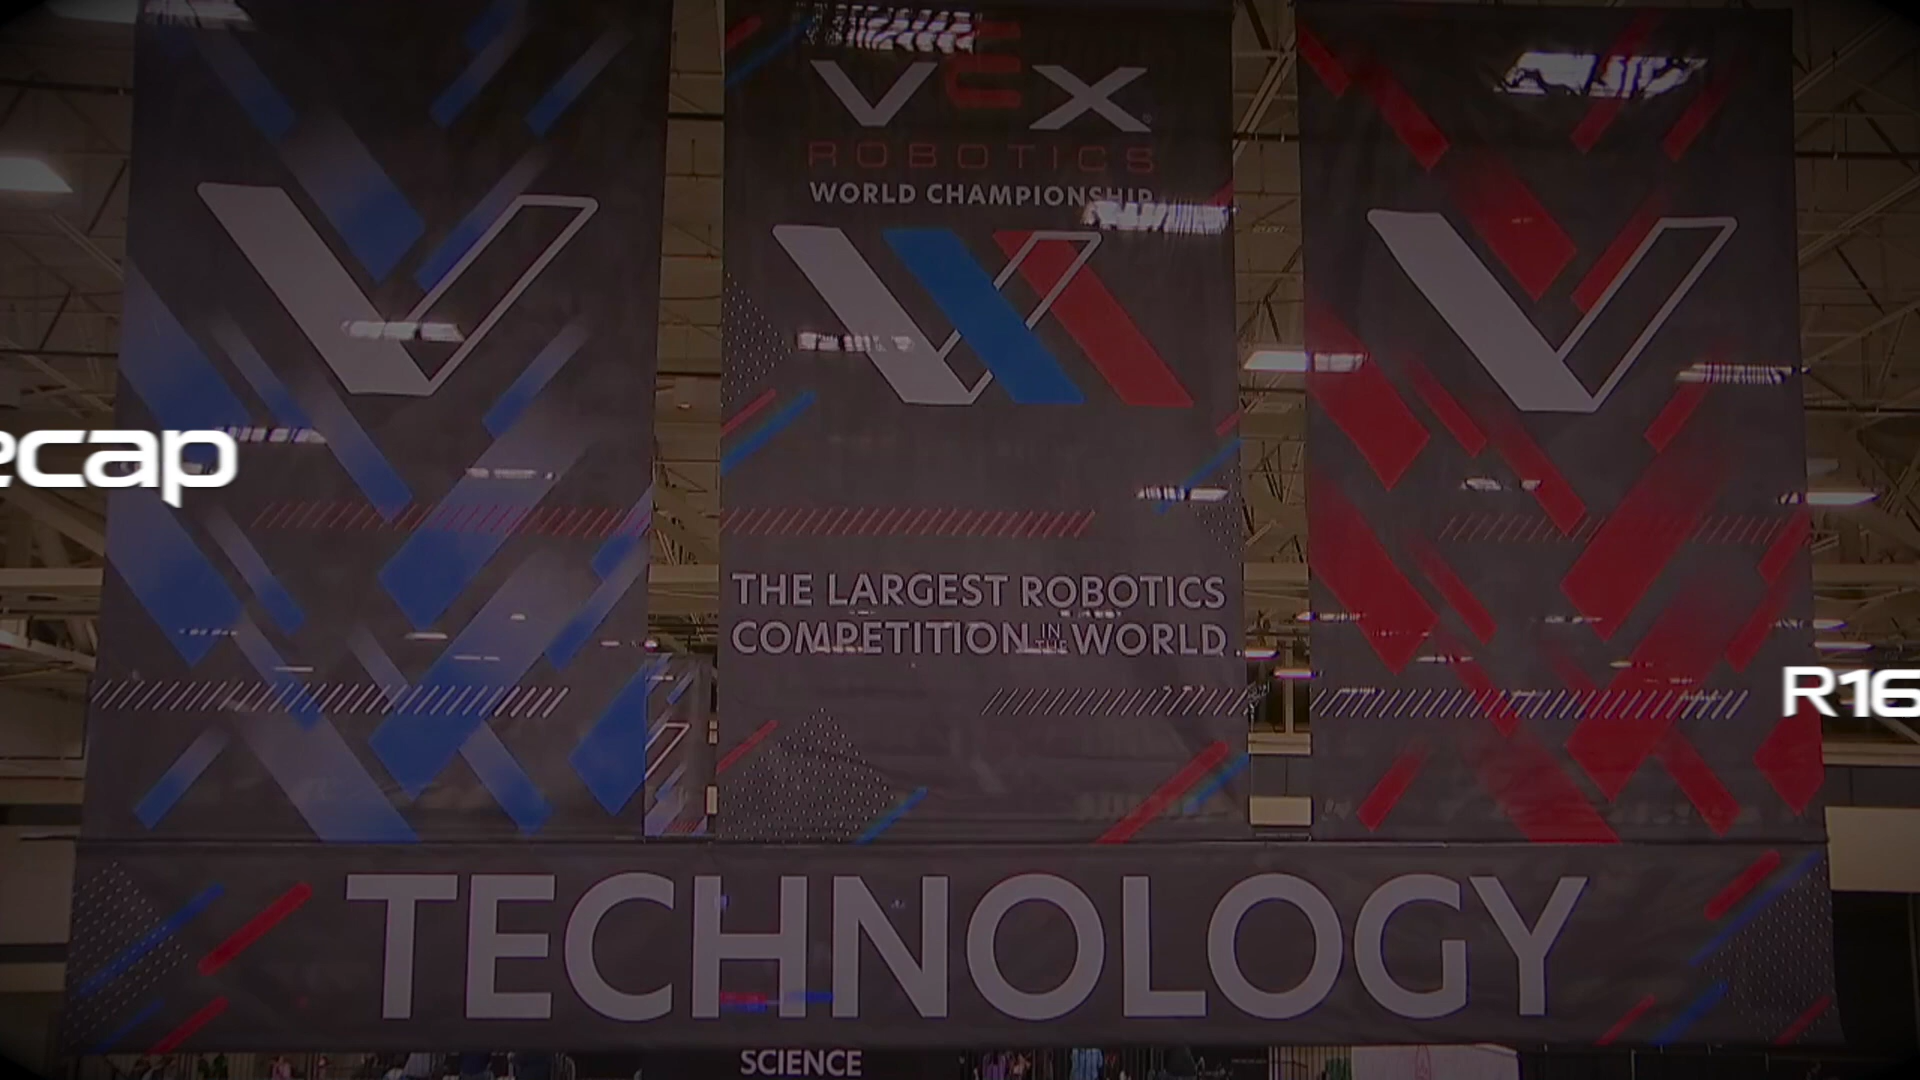 VEX
ROBOTICS
WORLD CHAMPIONSHIP
ecap
THE LARGEST ROBOTICS
COMPETITION IN THE WORLD
R16
TECHNOLOGY
SCIENCE